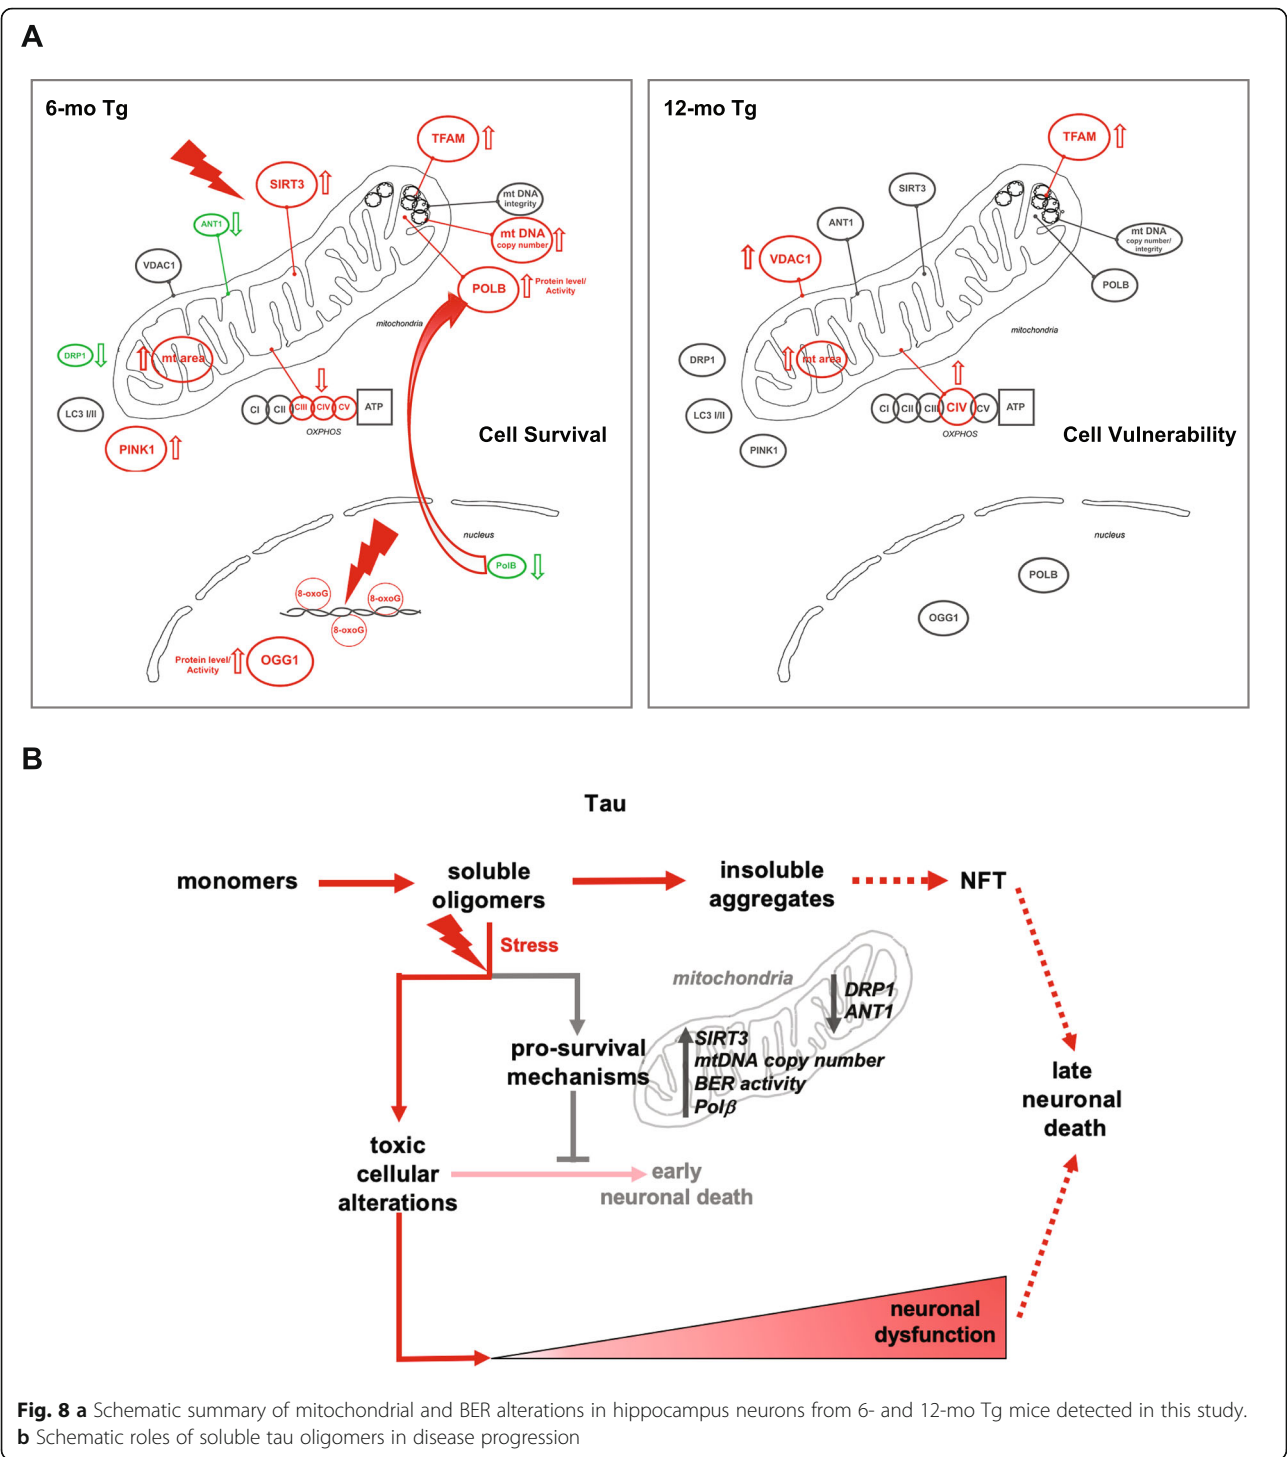 A
6-mo Tg
TFAM
SIRT3
mt DNA
integrity
ANT1
mt DNA
copy number
VDAC1
POLB
Protein level/
Activity
mitochondria
DRP1
mt area
LC3 I/II
CI
CII
CIII
CIV
CV
ATP
OXPHOS
PINK1
Cell Survival
nucleus
PolB
8-oxoG
8-oxoG
8-oxoG
Protein level/
Activity
OGG1
12-mo Tg
TFAM
SIRT3
ANT1
mt DNA
copy number/
integrity
VDAC1
POLB
mitochondria
DRP1
mt area
LC3 I/II
CI
CII
CIII
CIV
CV
ATP
OXPHOS
PINK1
Cell Vulnerability
nucleus
POLB
OGG1
B
Tau
monomers
soluble
oligomers
insoluble
aggregates
NFT
Stress
mitochondria
DRP1
ANT1
pro-survival
mechanisms
SIRT3
mtDNA copy number
BER activity
Polβ
late
neuronal
death
toxic
cellular
alterations
early
neuronal death
neuronal
dysfunction
Fig. 8 a Schematic summary of mitochondrial and BER alterations in hippocampus neurons from 6- and 12-mo Tg mice detected in this study.
b Schematic roles of soluble tau oligomers in disease progression